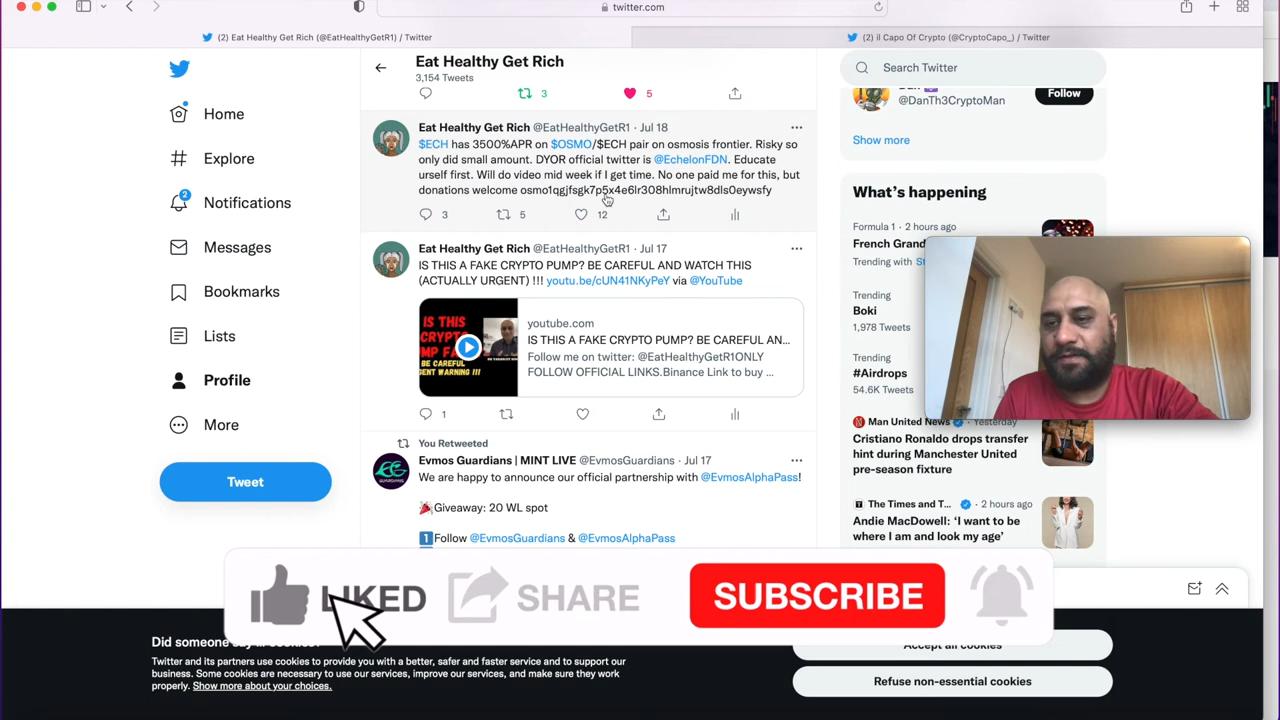 twitter.com
(2) Eat Healthy Get Rich (@EatHealthyGetR1) / Twitter
(2) il Capo Of Crypto (@CryptoCapo_) / Twitter
Home
Explore
2
Notifications
Messages
Bookmarks
Lists
Profile
More
Tweet
Eat Healthy Get Rich
3,154 Tweets
3
5
Eat Healthy Get Rich @EatHealthyGetR1 · Jul 18
$ECH has 3500%APR on $OSMO/$ECH pair on osmosis frontier. Risky so
only did small amount. DYOR official twitter is @EchelonFDN. Educate
urself first. Will do video mid week if I get time. No one paid me for this, but
donations welcome osmo1qgjfsgk7p5x4e6lr308hlmrujtw8dls0eywsfy
3
5
12
Eat Healthy Get Rich @EatHealthyGetR1 · Jul 17
IS THIS A FAKE CRYPTO PUMP? BE CAREFUL AND WATCH THIS
(ACTUALLY URGENT) !!! youtu.be/cUN41NKyPeY via @YouTube
IS THIS
BE CAREFUL
youtube.com
IS THIS A FAKE CRYPTO PUMP? BE CAREFUL AN...
Follow me on twitter: @EatHealthyGetR1ONLY
FOLLOW OFFICIAL LINKS.Binance Link to buy ...
1
You Retweeted
Evmos Guardians | MINT LIVE @EvmosGuardians · Jul 17
We are happy to announce our official partnership with @EvmosAlphaPass!
Giveaway: 20 WL spot
1 Follow @EvmosGuardians & @EvmosAlphaPass
Search Twitter
@DanTh3CryptoMan
Follow
Show more
What's happening
Formula 1 · 2 hours ago
French Grand
Trending with
Trending
Boki
1,978 Tweets
Trending
#Airdrops
54.6K Tweets
Man United News · Yesterday
Cristiano Ronaldo drops transfer
hint during Manchester United
pre-season fixture
The Times and T... · 2 hours ago
Andie MacDowell: 'I want to be
where I am and look my age'
LIKED
SHARE
SUBSCRIBE
Did someone say
Twitter and its partners use cookies to provide you with a better, safer and faster service and to support our
business. Some cookies are necessary to use our services, improve our services, and make sure they work
properly. Show more about your choices.
Accept all cookies
Refuse non-essential cookies